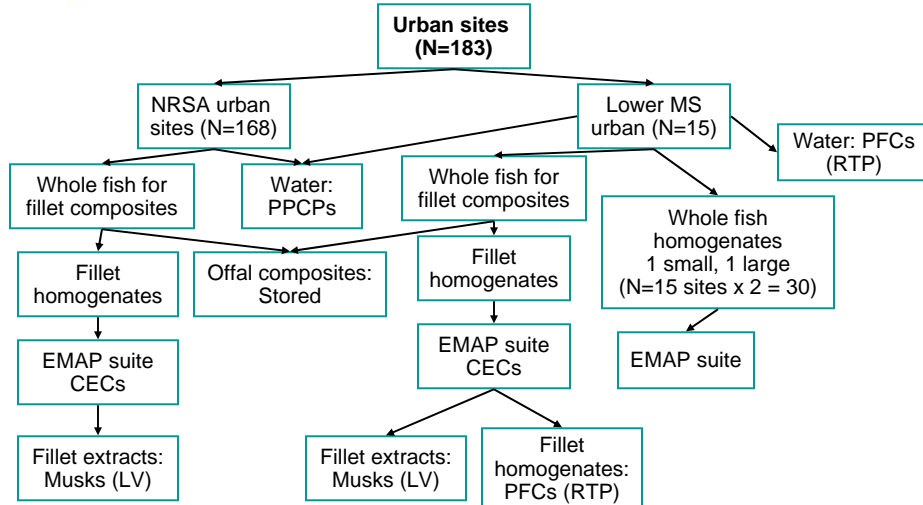 Urban sites
(N=183)
NRSA urban
sites (N=168)
Lower MS
urban (N=15)
Water: PFCs
(RTP)
Whole fish for
fillet composites
Water:
PPCPs
Whole fish for
fillet composites
Whole fish
homogenates
1 small, 1 large
(N=15 sites x 2 = 30)
Fillet
homogenates
Offal composites:
Stored
Fillet
homogenates
EMAP suite
CECs
EMAP suite
CECs
EMAP suite
Fillet extracts:
Musks (LV)
Fillet extracts:
Musks (LV)
Fillet
homogenates:
PFCs (RTP)